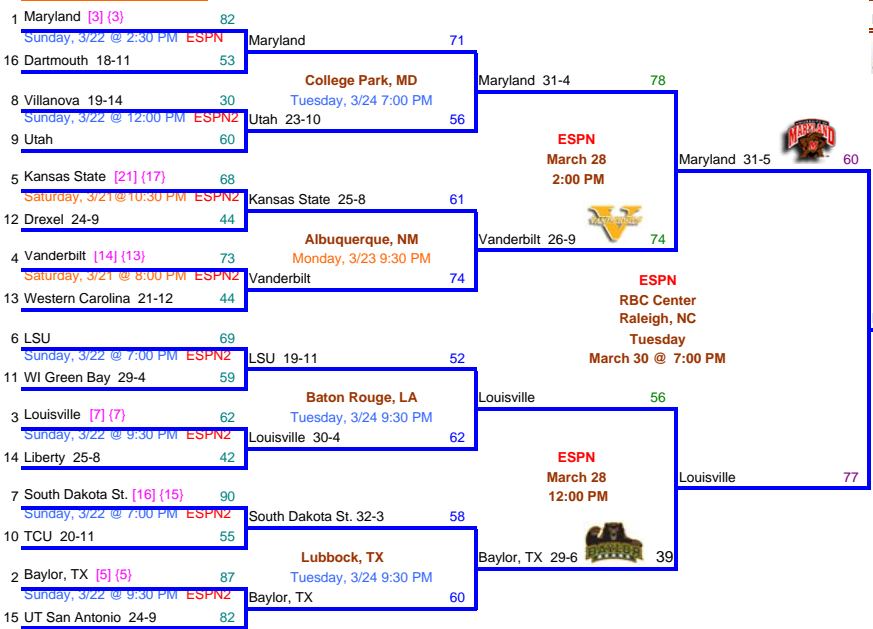 1 Maryland [3] {3} 82
Sunday, 3/22 @ 2:30 PM ESPN
16 Dartmouth 18-11 53
8 Villanova 19-14 30
Sunday, 3/22 @ 12:00 PM ESPN2
9 Utah 60
5 Kansas State [21] {17} 68
Saturday, 3/21@10:30 PM ESPN2
12 Drexel 24-9 44
4 Vanderbilt [14] {13} 73
Saturday, 3/21 @ 8:00 PM ESPN2
13 Western Carolina 21-12 44
6 LSU 69
Sunday, 3/22 @ 7:00 PM ESPN2
11 WI Green Bay 29-4 59
3 Louisville [7] {7} 62
Sunday, 3/22 @ 9:30 PM ESPN2
14 Liberty 25-8 42
7 South Dakota St. [16] {15} 90
Sunday, 3/22 @ 7:00 PM ESPN2
10 TCU 20-11 55
2 Baylor, TX [5] {5} 87
Sunday, 3/22 @ 9:30 PM ESPN2
15 UT San Antonio 24-9 82
Maryland 71
College Park, MD
Tuesday, 3/24 7:00 PM
Utah 23-10 56
Kansas State 25-8 61
Albuquerque, NM
Monday, 3/23 9:30 PM
Vanderbilt 74
LSU 19-11 52
Baton Rouge, LA
Tuesday, 3/24 9:30 PM
Louisville 30-4 62
South Dakota St. 32-3 58
Lubbock, TX
Tuesday, 3/24 9:30 PM
Baylor, TX 60
Maryland 31-4 78
ESPN
March 28
2:00 PM
Vanderbilt 26-9 74
Louisville 56
ESPN
March 28
12:00 PM
Baylor, TX 29-6 BAYLOR 39
Maryland 31-5 MARYLAND 60
ESPN
RBC Center
Raleigh, NC
Tuesday
March 30 @ 7:00 PM
Louisville 77